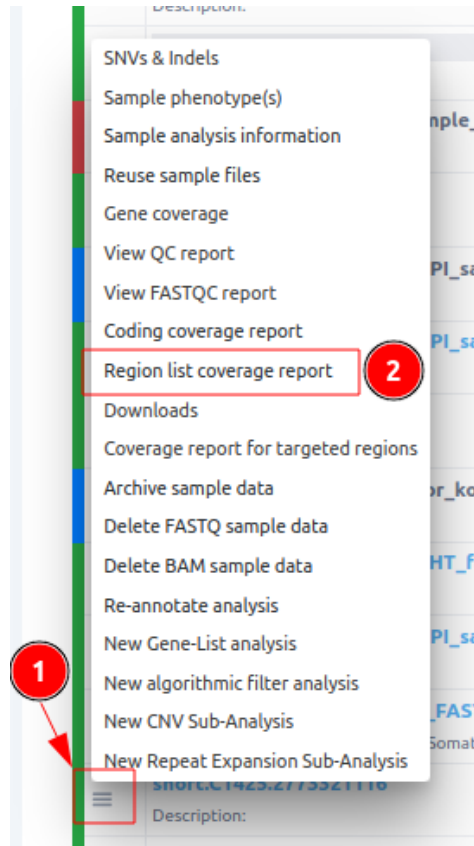 Description:
SNVs & Indels
Sample phenotype(s)
Sample analysis information
Reuse sample files
Gene coverage
View QC report
View FASTQC report
Coding coverage report
Region list coverage report
2
Downloads
Coverage report for targeted regions
Archive sample data
Delete FASTQ sample data
Delete BAM sample data
Re-annotate analysis
New Gene-List analysis
1
New algorithmic filter analysis
New CNV Sub-Analysis
New Repeat Expansion Sub-Analysis
short.C1425.2773321116
Description: